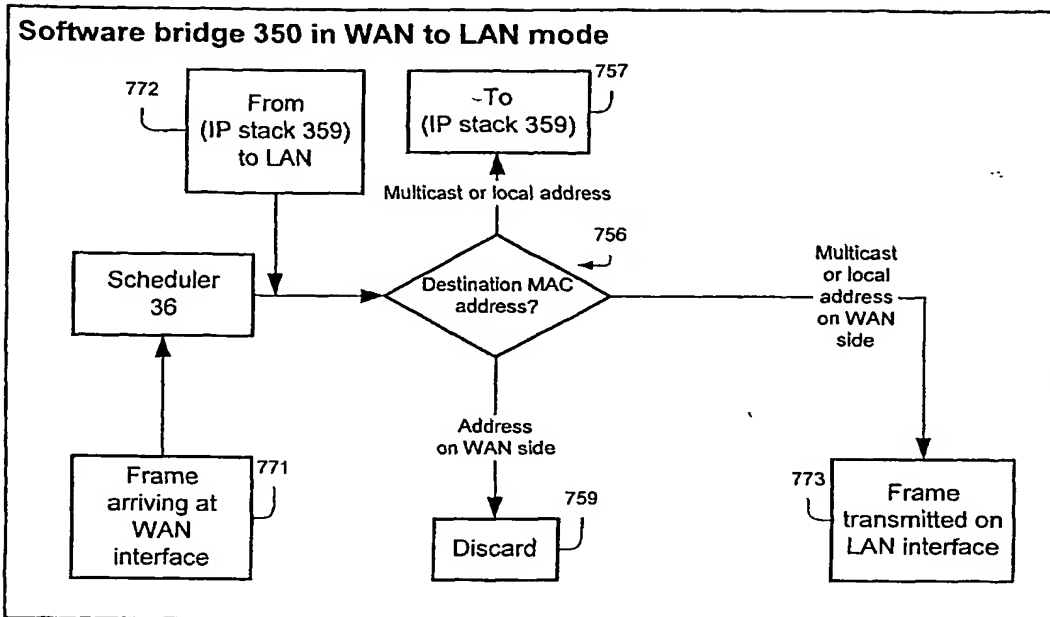 Software bridge 350 in WAN to LAN mode
772
From
(IP stack 359)
to LAN
757
To
(IP stack 359)
Multicast or local address
756
Scheduler
36
Destination MAC
address?
Multicast
or local
address
on WAN
side
Address
on WAN side
771
Frame
arriving at
WAN
interface
759
Discard
773
Frame
transmitted on
LAN interface